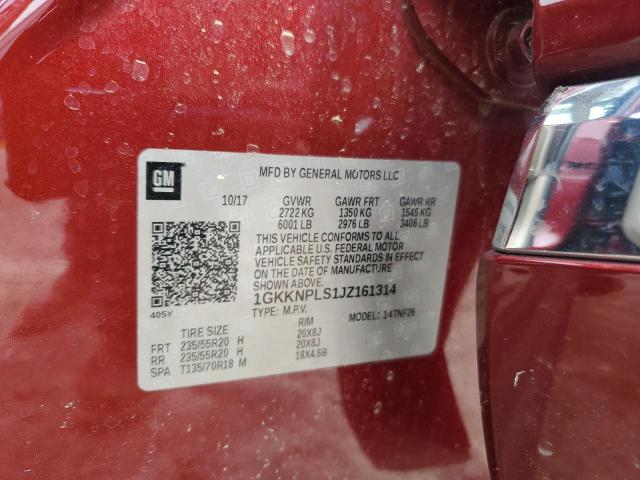 GM
MFD BY GENERAL MOTORS LLC
10/17 GVWR GAWR FRT GAWR RR
2722 KG 1350 KG 1545 KG
6001 LB 2976 LB 3406 LB
THIS VEHICLE CONFORMS TO ALL
APPLICABLE U.S. FEDERAL MOTOR
VEHICLE SAFETY STANDARDS IN EFFECT
ON THE DATE OF MANUFACTURE
SHOWN ABOVE.
1GKKNPLS1JZ161314
405Y
TYPE: M.P.V. MODEL: 14TNF26
TIRE SIZE RIM
FRT 235/55R20 H 20X8J
RR 235/55R20 H 20X8J
SPA T135/70R18 M 18X4.5B